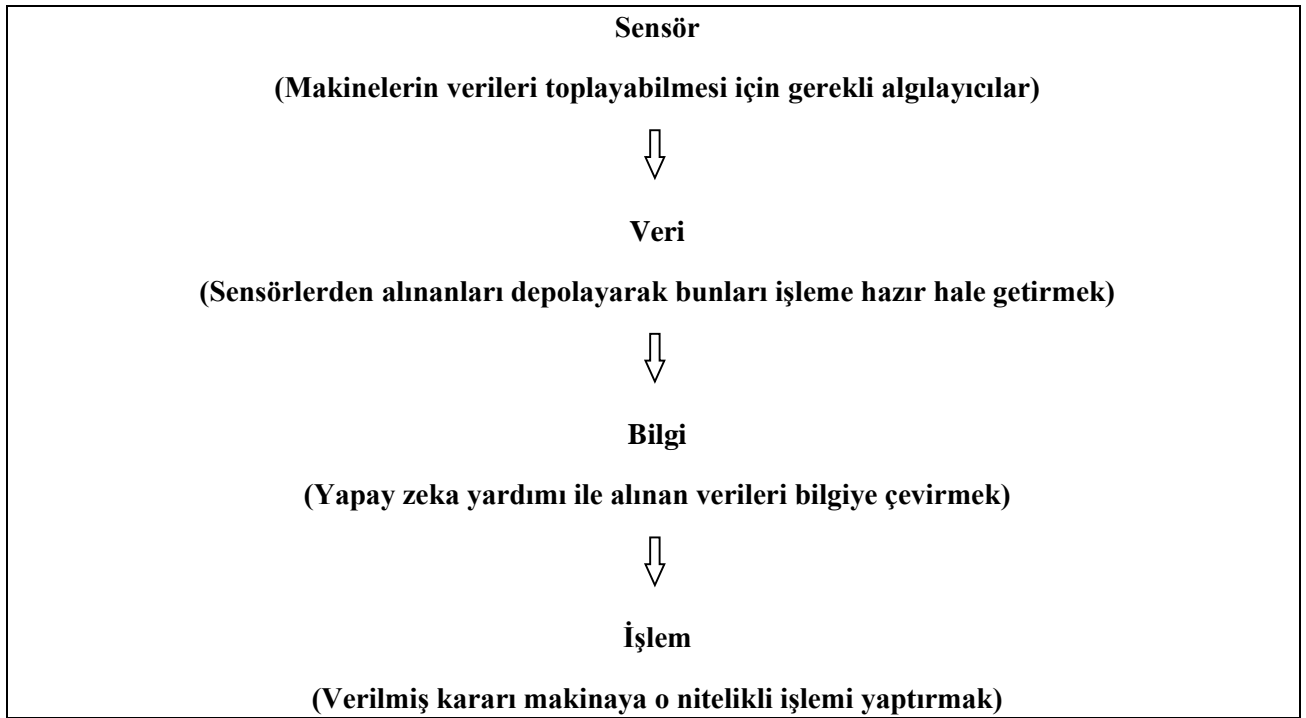 Sensör
(Makinelerin verileri toplayabilmesi için gerekli algılayıcılar)
Veri
(Sensörlerden alınanları depolayarak bunları işleme hazır hale getirmek)
Bilgi
(Yapay zeka yardımı ile alınan verileri bilgiye çevirmek)
İşlem
(Verilmiş kararı makinaya o nitelikli işlemi yaptırmak)